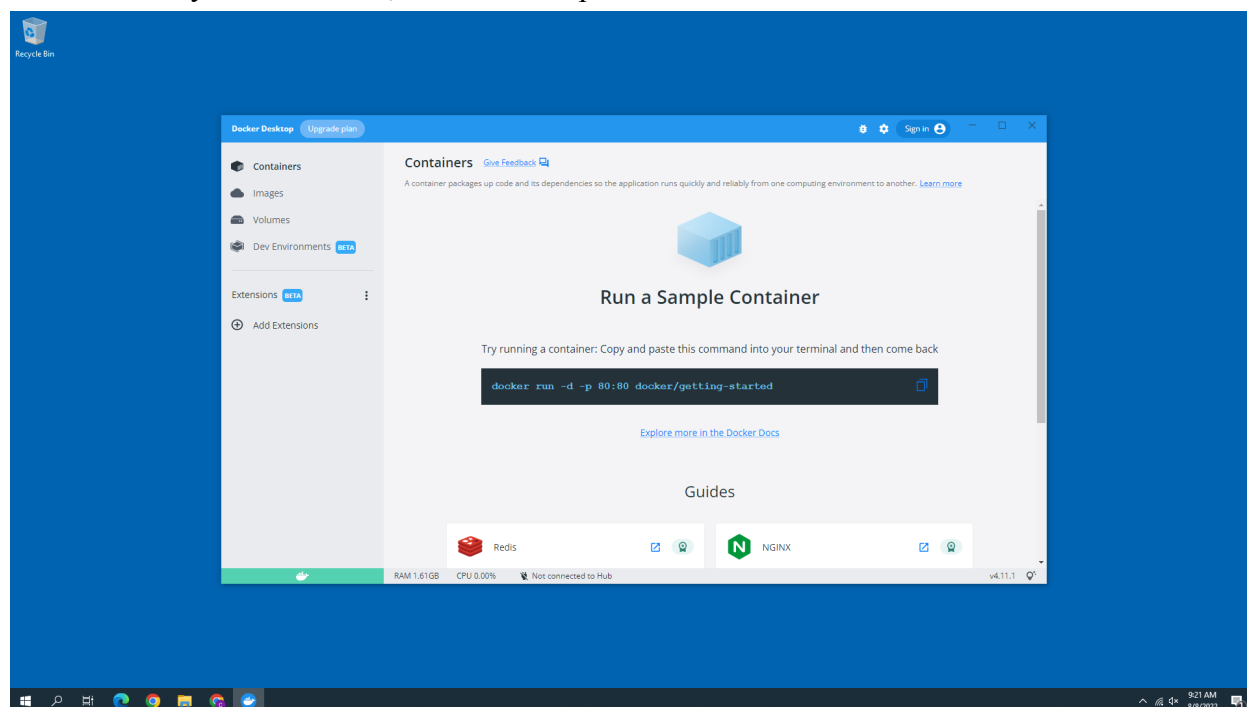 Recycle Bin
Docker Desktop Upgrade plan
Sign in
Containers
Images
Volumes
Dev Environments BETA
Extensions BETA
Add Extensions
Containers Give Feedback
A container packages up code and its dependencies so the application runs quickly and reliably from one computing environment to another. Learn more
Run a Sample Container
Try running a container: Copy and paste this command into your terminal and then come back
docker run -d -p 80:80 docker/getting-started
Explore more in the Docker Docs
Guides
Redis
NGINX
RAM 1.61GB CPU 0.00% Not connected to Hub
v4.11.1
9:21 AM